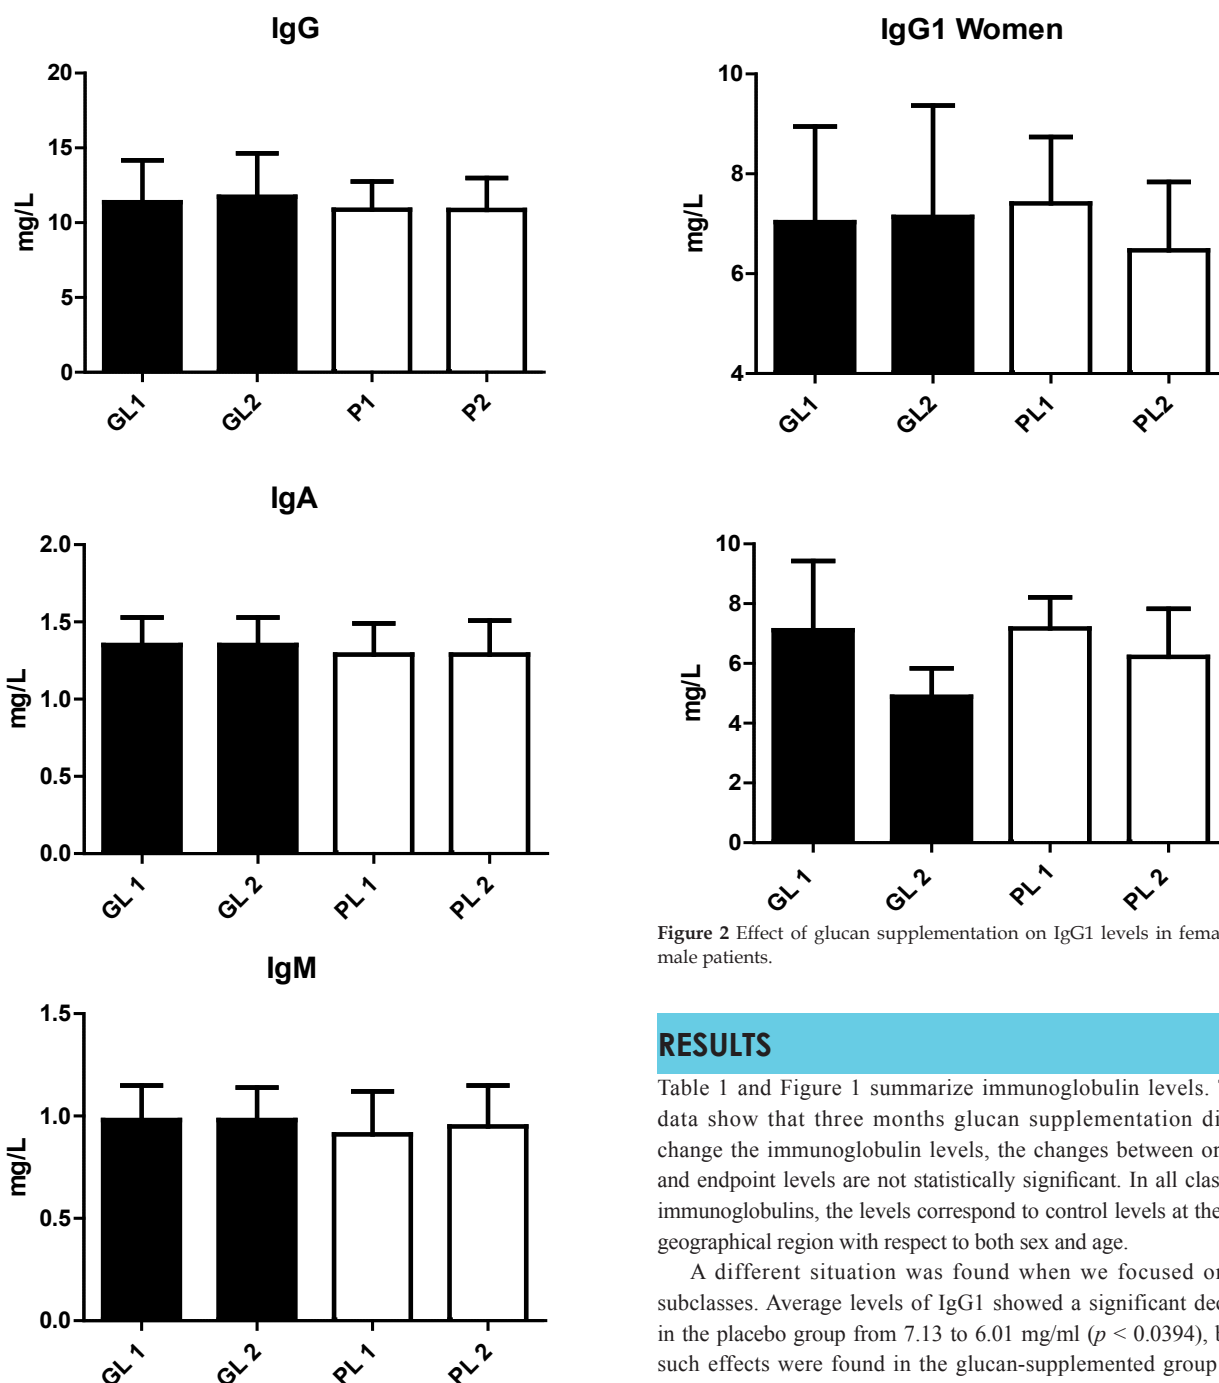 IgG
20
15
10
5
0
mg/L
GL1 GL2 P1 P2
IgA
2.0
1.5
1.0
0.5
0.0
mg/L
GL 1 GL 2 PL 1 PL 2
IgM
1.5
1.0
0.5
0.0
mg/L
GL 1 GL 2 PL 1 PL 2
IgG1 Women
10
8
6
4
mg/L
GL1 GL2 PL1 PL2
10
8
6
4
2
0
mg/L
GL 1 GL 2 PL 1 PL 2
Figure 2 Effect of glucan supplementation on IgG1 levels in fema
male patients.
RESULTS
Table 1 and Figure 1 summarize immunoglobulin levels.
data show that three months glucan supplementation di
change the immunoglobulin levels, the changes between or
and endpoint levels are not statistically significant. In all clas
immunoglobulins, the levels correspond to control levels at the
geographical region with respect to both sex and age.
A different situation was found when we focused or
subclasses. Average levels of IgG1 showed a significant dec
in the placebo group from 7.13 to 6.01 mg/ml (p < 0.0394), b
such effects were found in the glucan-supplemented group